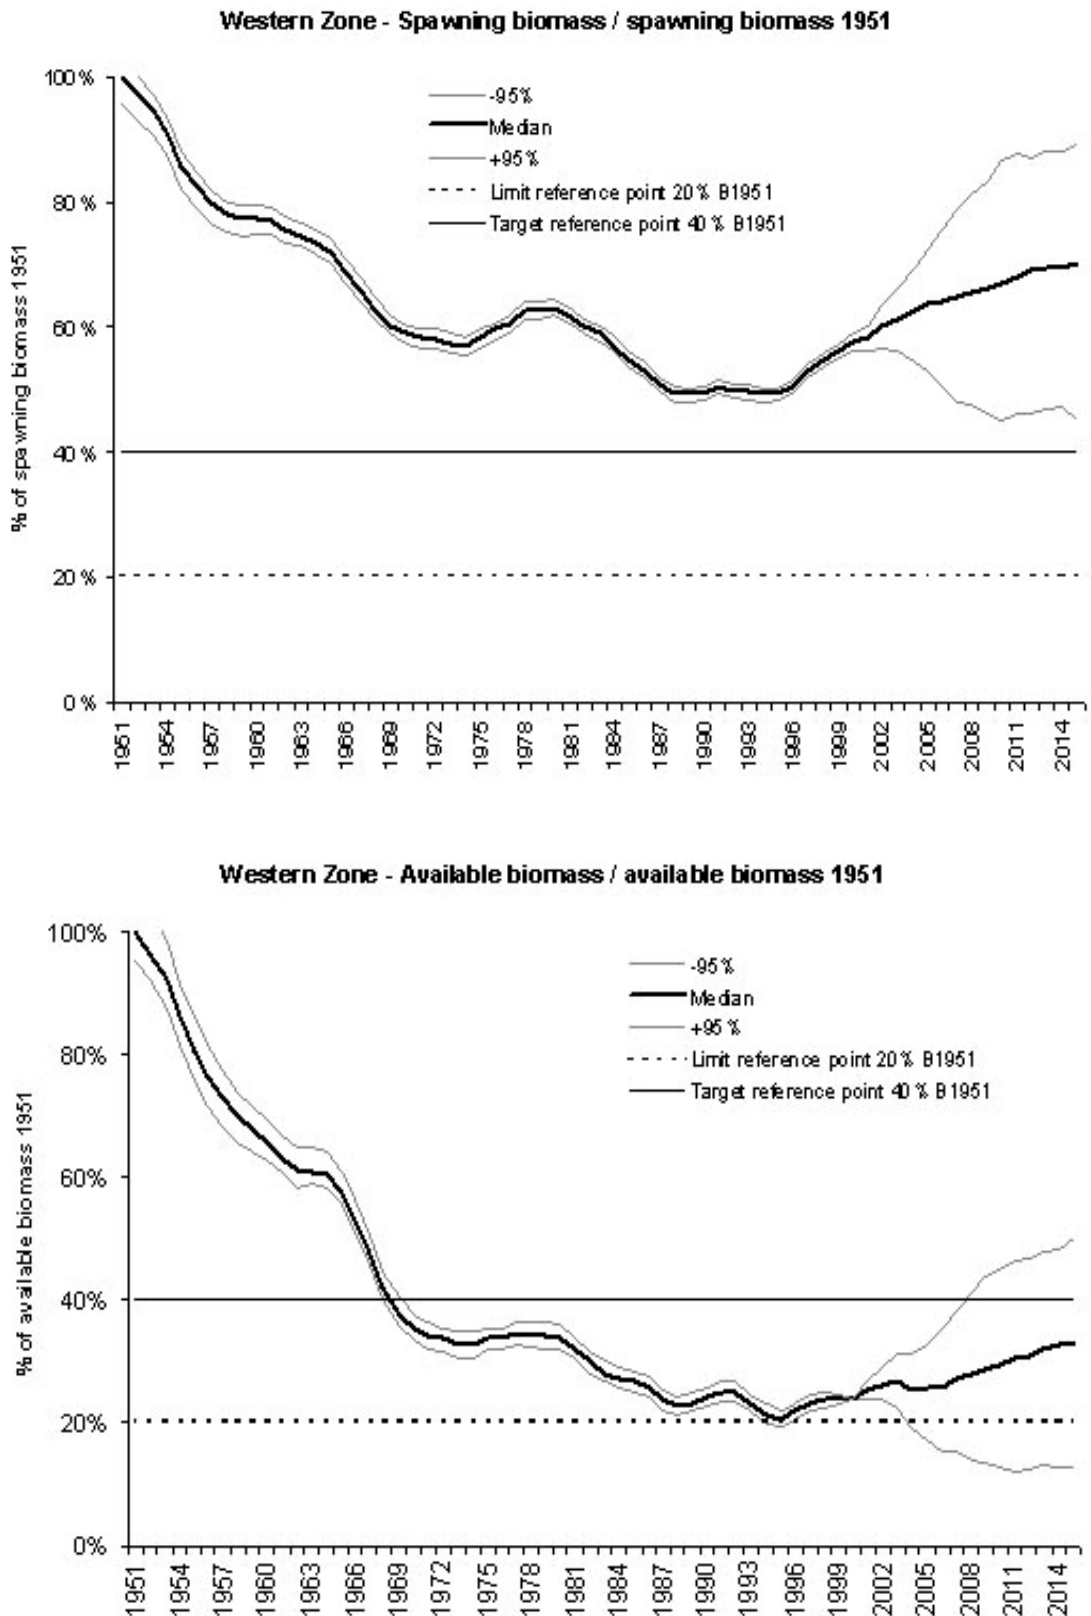 Western Zone - Spawning biomass / spawning biomass 1951
% of spawning biomass 1951
100%
80%
60%
40%
20%
0%
-95%
Median
+95%
Limit reference point 20% B1951
Target reference point 40% B1951
1951 1954 1957 1960 1963 1966 1969 1972 1975 1978 1981 1984 1987 1990 1993 1996 1999 2002 2005 2008 2011 2014
Western Zone - Available biomass / available biomass 1951
% of available biomass 1951
100%
80%
60%
40%
20%
0%
-95%
Median
+95%
Limit reference point 20% B1951
Target reference point 40% B1951
1951 1954 1957 1960 1963 1966 1969 1972 1975 1978 1981 1984 1987 1990 1993 1996 1999 2002 2005 2008 2011 2014